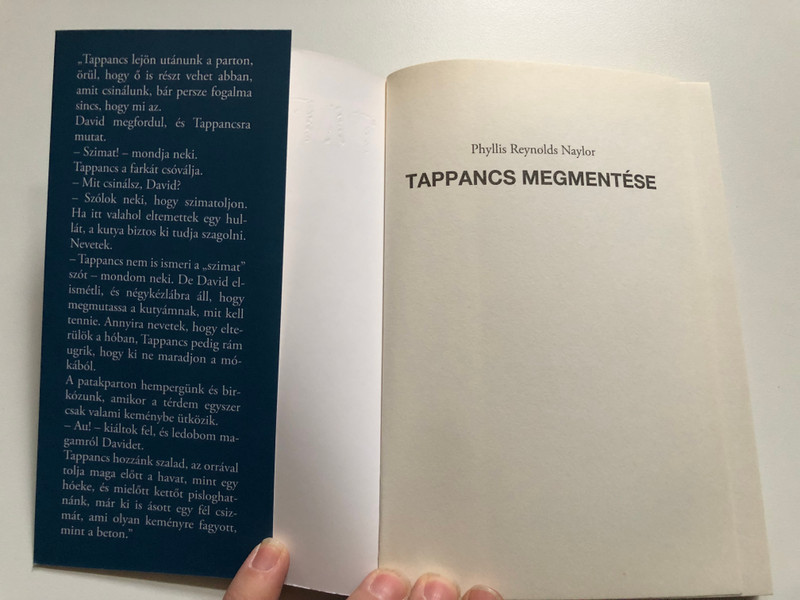 „Tappancs lejön utánunk a parton,
örül, hogy ő is részt vehet abban,
amit csinálunk, bár persze fogalma
sincs, hogy mi az.
David megfordul, és Tappancsra
mutat.
– Szimat! – mondja neki.
Tappancs a farkát csóválja.
– Mit csinálsz, David?
– Szólok neki, hogy szimatoljon.
Ha itt valahol eltemettek egy hul-
lát, a kutya biztos ki tudja szagolni.
Nevetek.
– Tappancs nem is ismeri a „szimat”
szót – mondom neki. De David el-
ismétli, és négykézlábra áll, hogy
megmutassa a kutyámnak, mit kell
tennie. Annyira nevetek, hogy elte-
rülök a hóban, Tappancs pedig rám
ugrik, hogy ki ne maradjon a mó-
kából.
A patakparton hempergünk és bir-
kózunk, amikor a térdem egyszer
csak valami keménybe ütközik.
– Au! – kiáltok fel, és ledobom ma-
gamról Davidet.
Tappancs hozzánk szalad, az orrával
tolja maga előtt a havat, mint egy
hóeke, és mielőtt kettőt pisloghat-
nánk, már ki is ásott egy fél csiz-
mát, ami olyan keményre fagyott,
mint a beton.”
Phyllis Reynolds Naylor
TAPPANCS MEGMENTÉSE